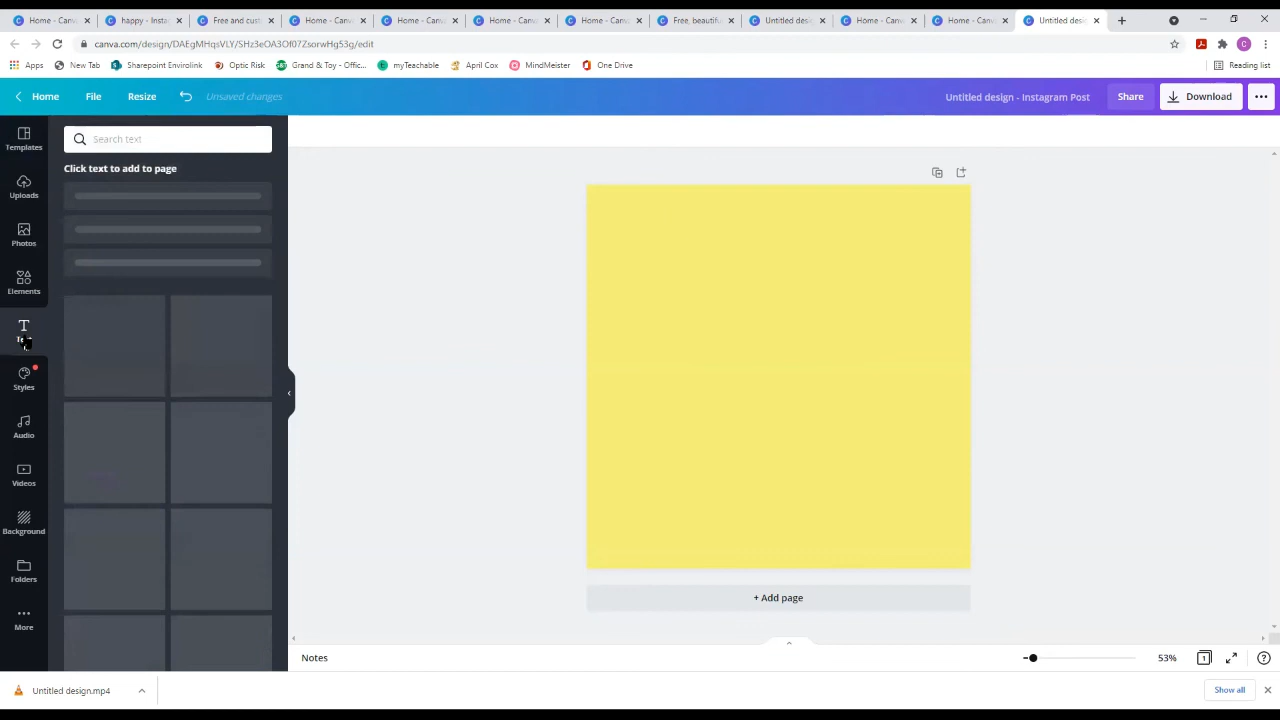 Home - Canva
happy - Insta
Free and cust
Home - Canva
Home - Canva
Home - Canva
Home - Canva
Free, beautifu
Untitled desi
Home - Canva
Home - Canva
Untitled desi
canva.com/design/DAEgMHqsVLY/SHz3eOA3Of07ZsorwHg53g/edit
Apps
New Tab
Sharepoint Envirolink
Optic Risk
Grand & Toy - Offic...
myTeachable
April Cox
MindMeister
One Drive
Reading list
Home
File
Resize
Unsaved changes
Untitled design - Instagram Post
Share
Download
Templates
Uploads
Photos
Elements
Styles
Audio
Videos
Background
Folders
More
Search text
Click text to add to page
+ Add page
Notes
53%
1
Untitled design.mp4
Show all